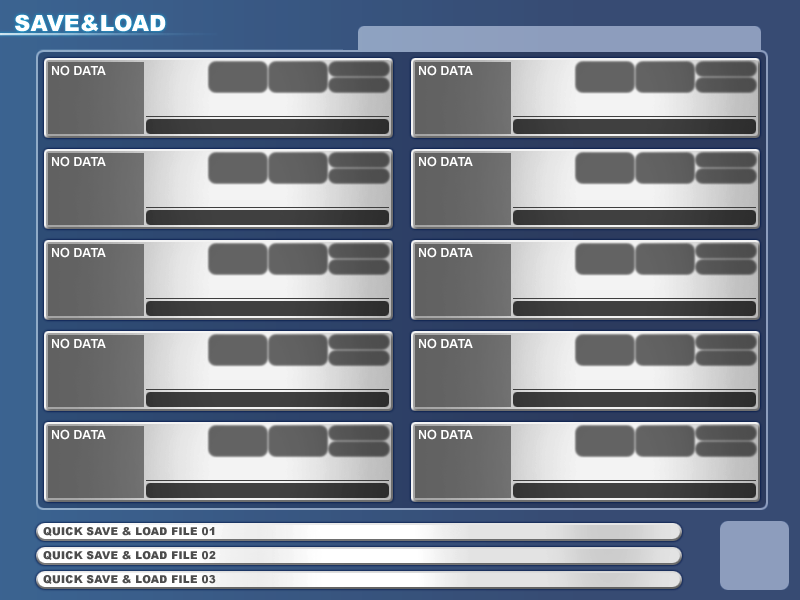 SAVE&LOAD
NO DATA
NO DATA
NO DATA
NO DATA
NO DATA
NO DATA
NO DATA
NO DATA
NO DATA
NO DATA
QUICK SAVE & LOAD FILE 01
QUICK SAVE & LOAD FILE 02
QUICK SAVE & LOAD FILE 03